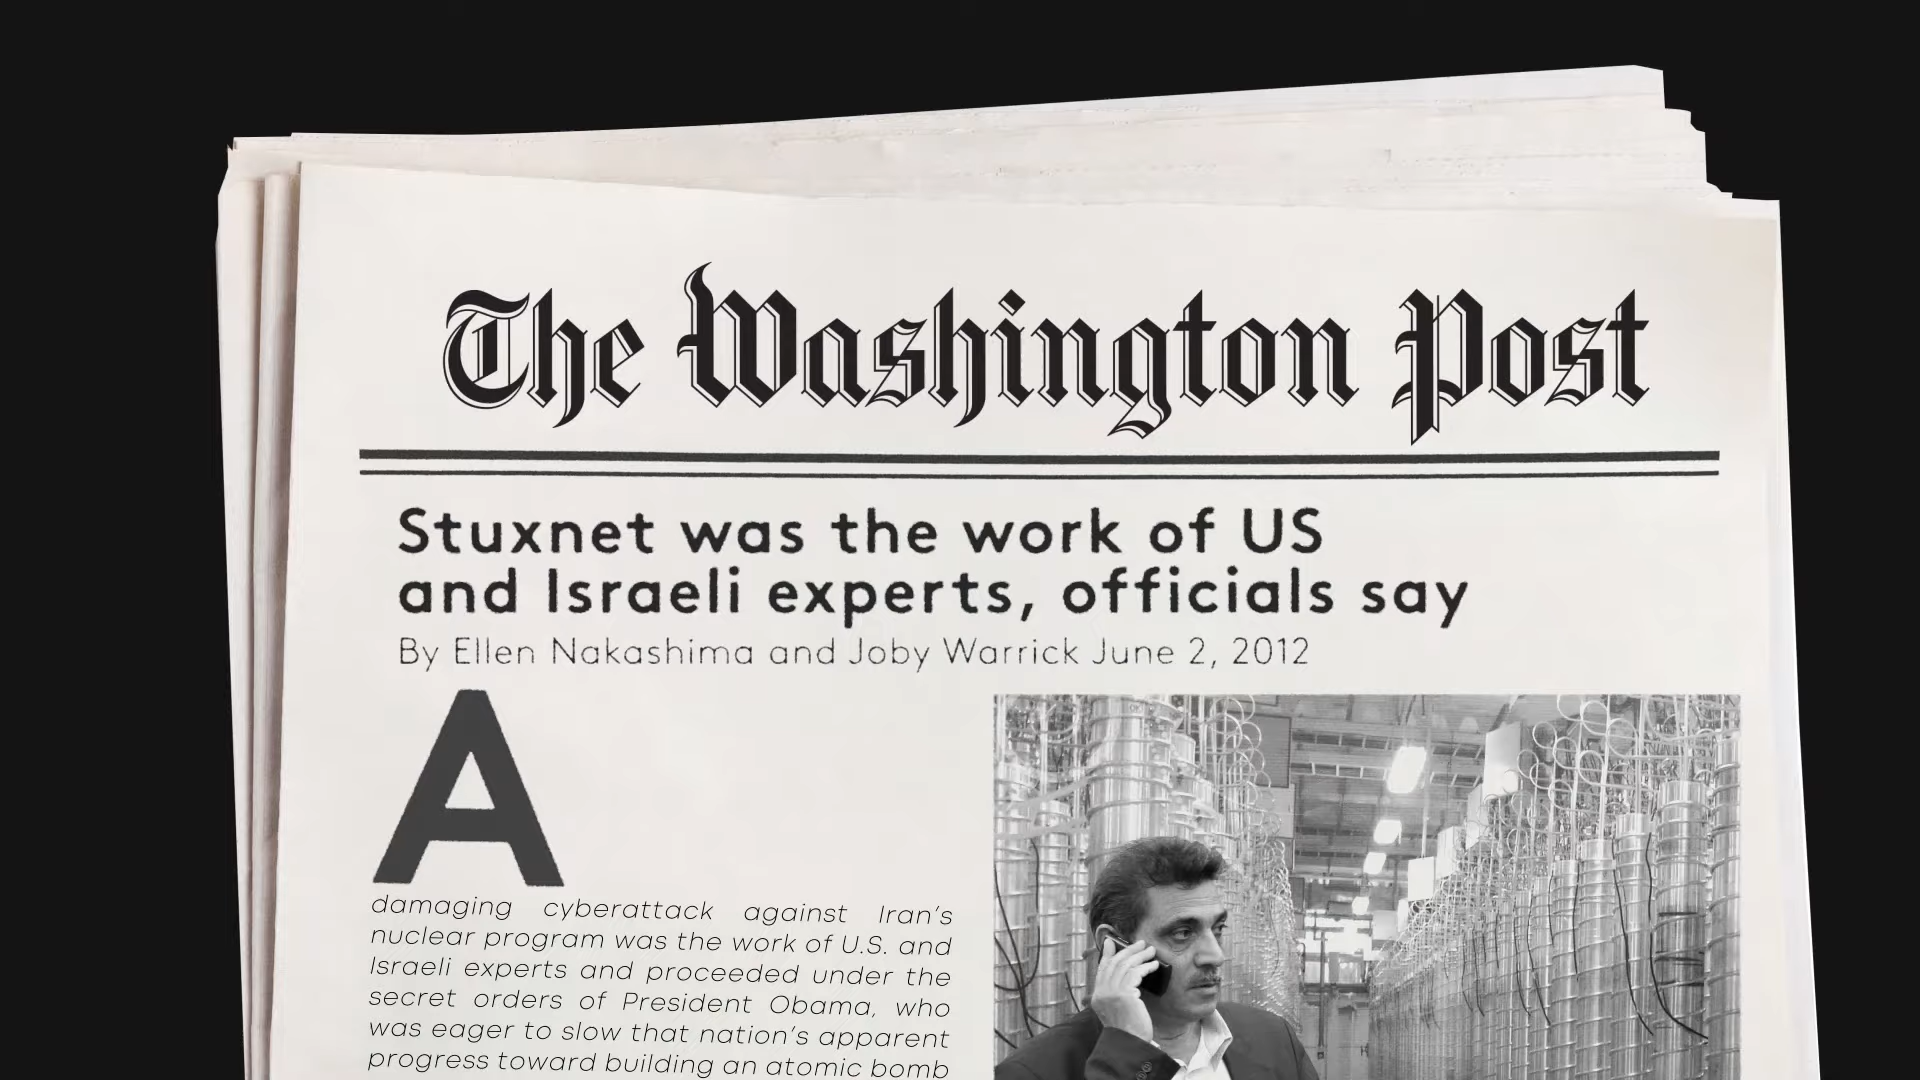 The Washington Post
Stuxnet was the work of US
and Israeli experts, officials say
By Ellen Nakashima and Joby Warrick June 2, 2012
A
damaging cyberattack against Iran's
nuclear program was the work of U.S. and
Israeli experts and proceeded under the
secret orders of President Obama, who
was eager to slow that nation's apparent
progress toward building an atomic bomb